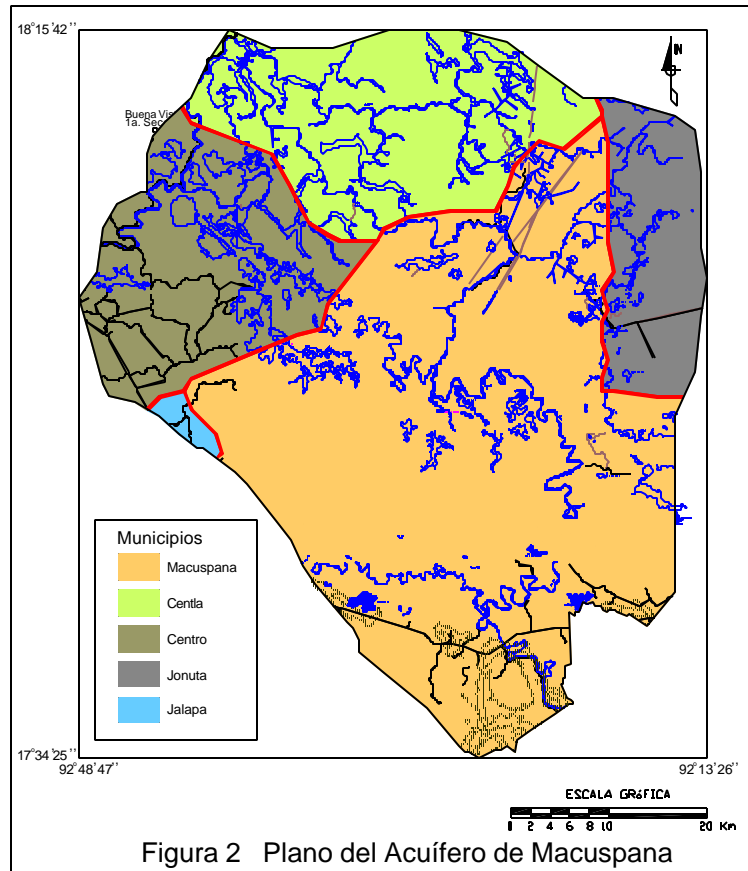 18°15'42''
N
Buena Vis
1a. Sec
Municipios
Macuspana
Centla
Centro
Jonuta
Jalapa
17°34'25''
92°48'47''
92°13'26''
ESCALA GRáFICA
0 2 4 6 8 10 20 Km
Figura 2 Plano del Acuífero de Macuspana